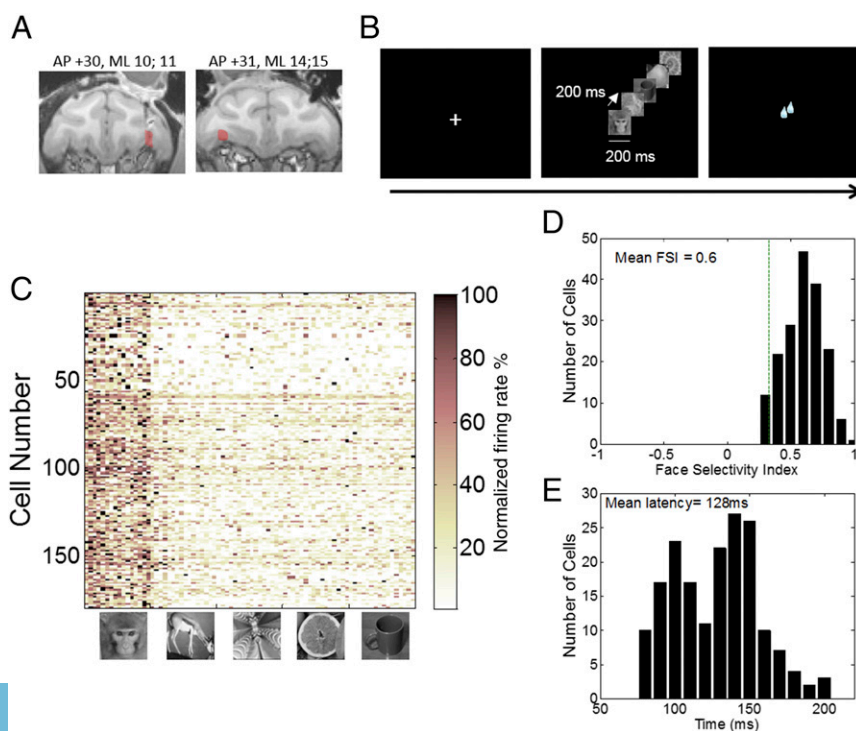 A
AP +30, ML 10; 11
AP +31, ML 14;15
B
200 ms
200 ms
C
Cell Number
50
100
150
100
80
60
40
20
Normalized firing rate %
D
Mean FSI = 0.6
Number of Cells
50
40
30
20
10
0
-1
-0.5
0
0.5
1
Face Selectivity Index
E
Mean latency= 128ms
Number of Cells
30
25
20
15
10
5
0
50
100
150
200
Time (ms)